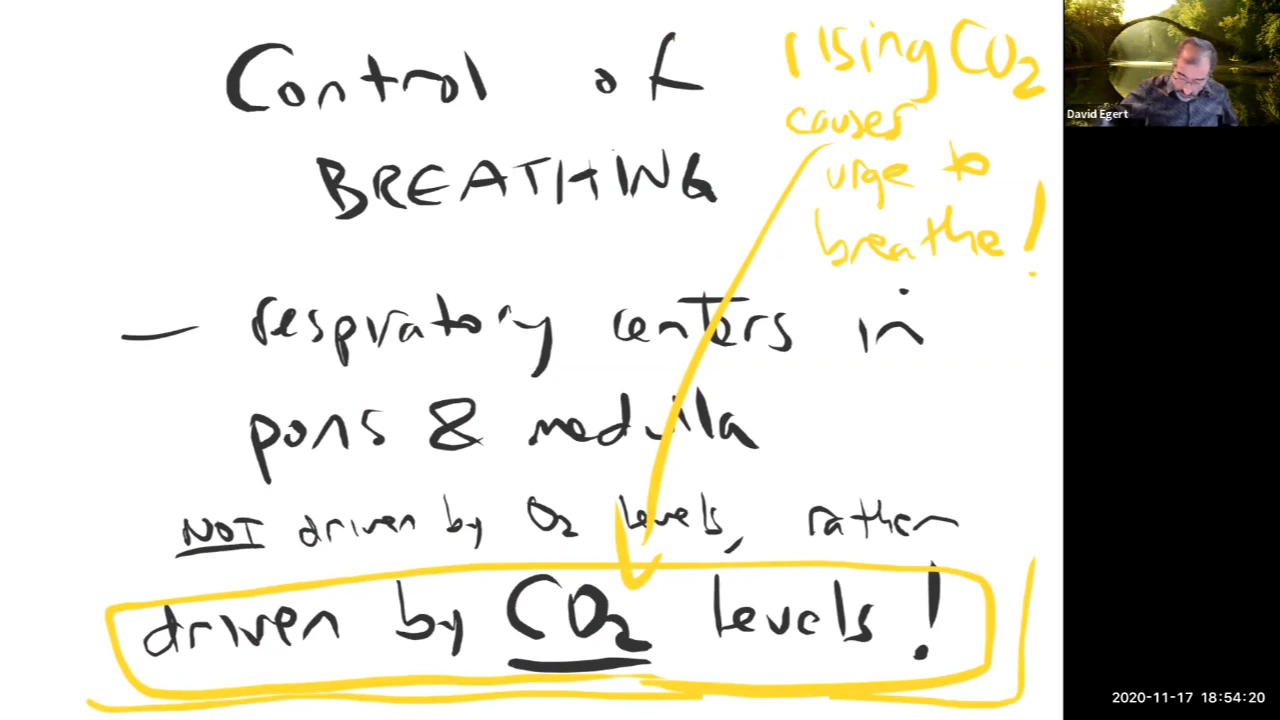 Control of
BREATHING
rising CO2
causes
urge to
breathe!
— respiratory centers in
pons & medulla
NOT driven by O2 levels, rather
driven by CO2 levels!
David Egert
2020-11-17 18:54:20